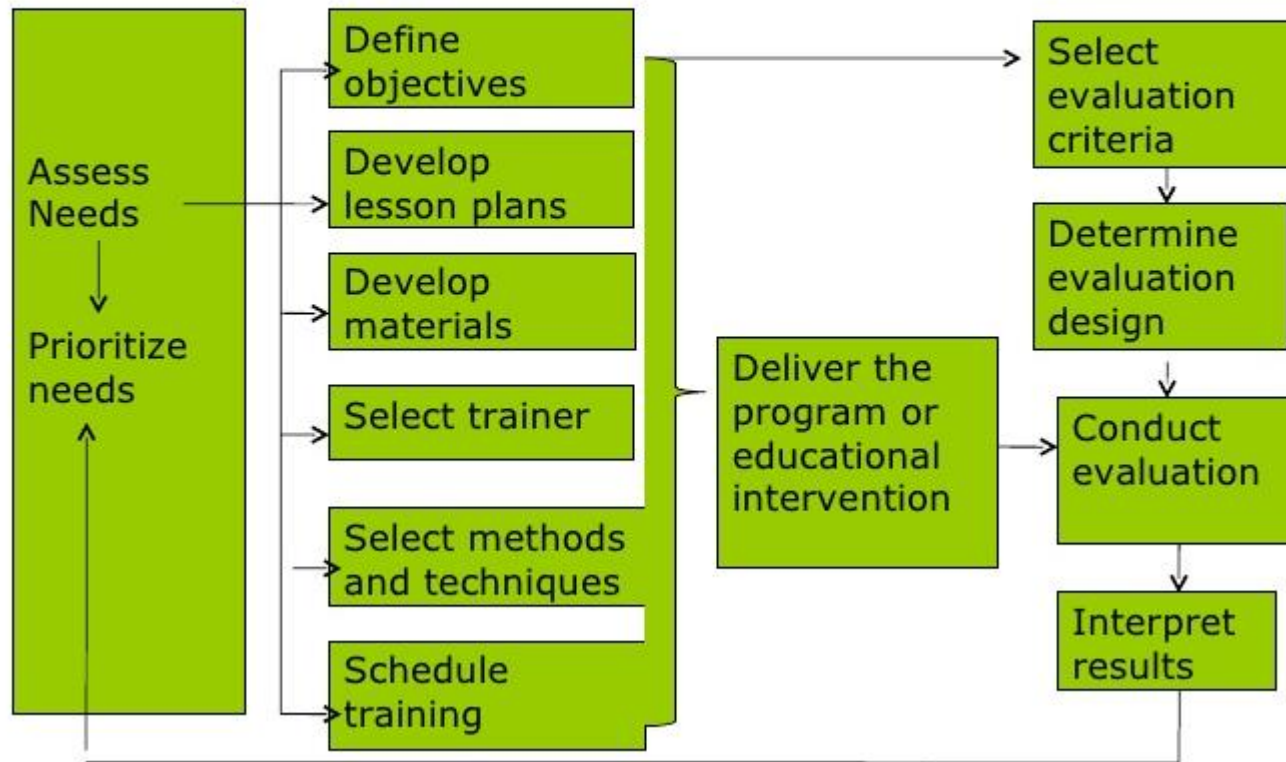 Assess
Needs
Prioritize
needs
Define
objectives
Develop
lesson plans
Develop
materials
Select trainer
Select methods
and techniques
Schedule
training
Deliver the
program or
educational
intervention
Select
evaluation
criteria
Determine
evaluation
design
Conduct
evaluation
Interpret
results